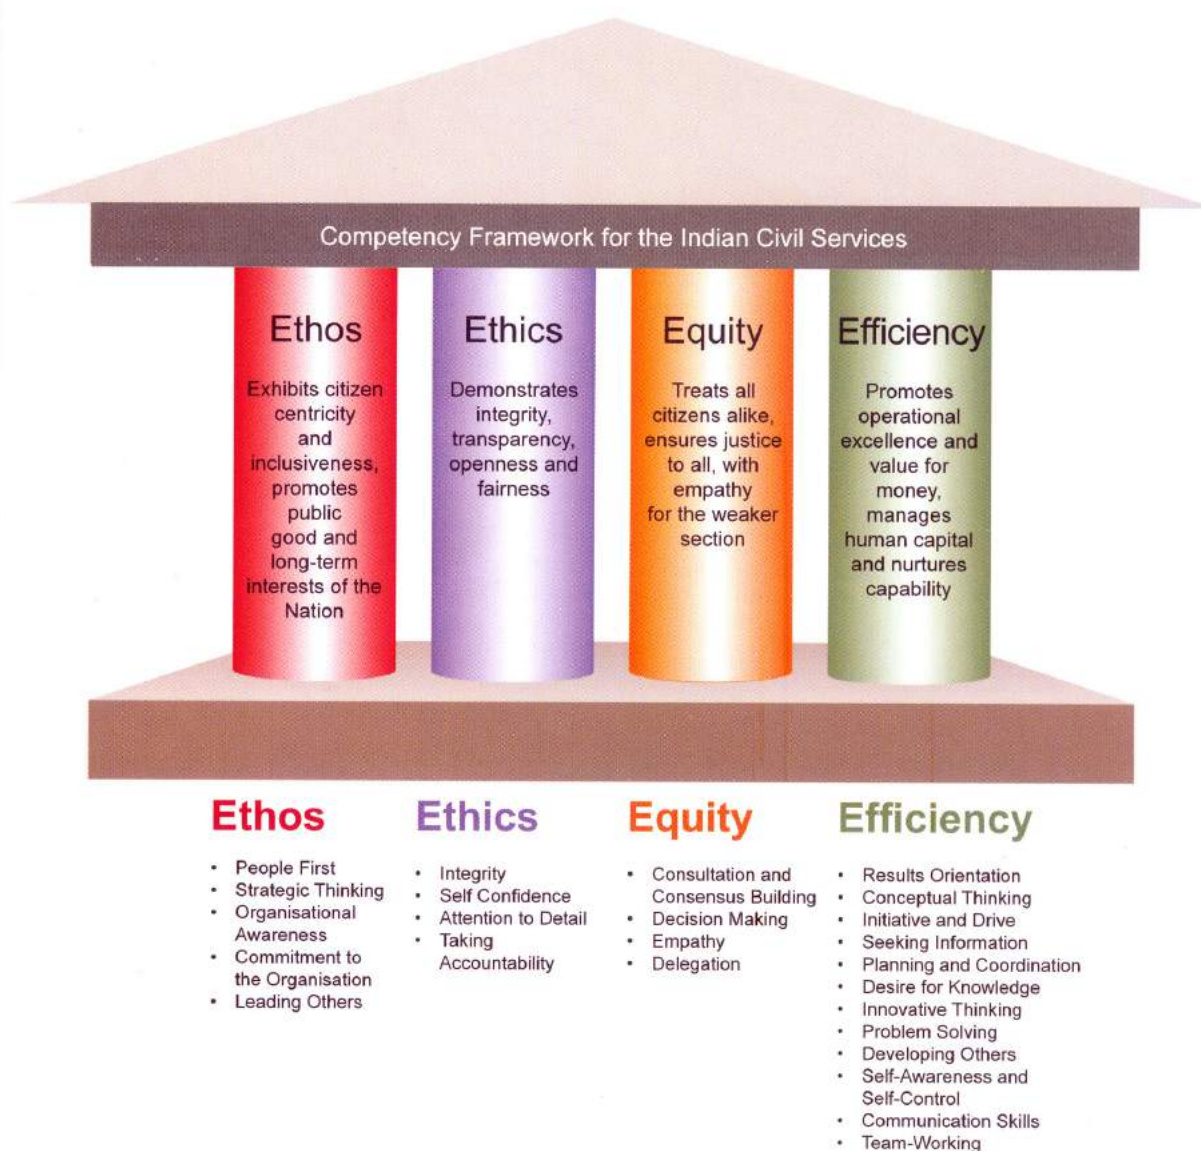 Competency Framework for the Indian Civil Services
Ethos
Exhibits citizen
centricity
and
inclusiveness,
promotes
public
good and
long-term
interests of the
Nation
Ethics
Demonstrates
integrity,
transparency,
openness and
fairness
Equity
Treats all
citizens alike,
ensures justice
to all, with
empathy
for the weaker
section
Efficiency
Promotes
operational
excellence and
value for
money,
manages
human capital
and nurtures
capability
Ethos
• People First
• Strategic Thinking
• Organisational
Awareness
• Commitment to
the Organisation
• Leading Others
Ethics
• Integrity
• Self Confidence
• Attention to Detail
• Taking
Accountability
Equity
• Consultation and
Consensus Building
• Decision Making
• Empathy
• Delegation
Efficiency
• Results Orientation
• Conceptual Thinking
• Initiative and Drive
• Seeking Information
• Planning and Coordination
• Desire for Knowledge
• Innovative Thinking
• Problem Solving
• Developing Others
• Self-Awareness and
Self-Control
• Communication Skills
• Team-Working